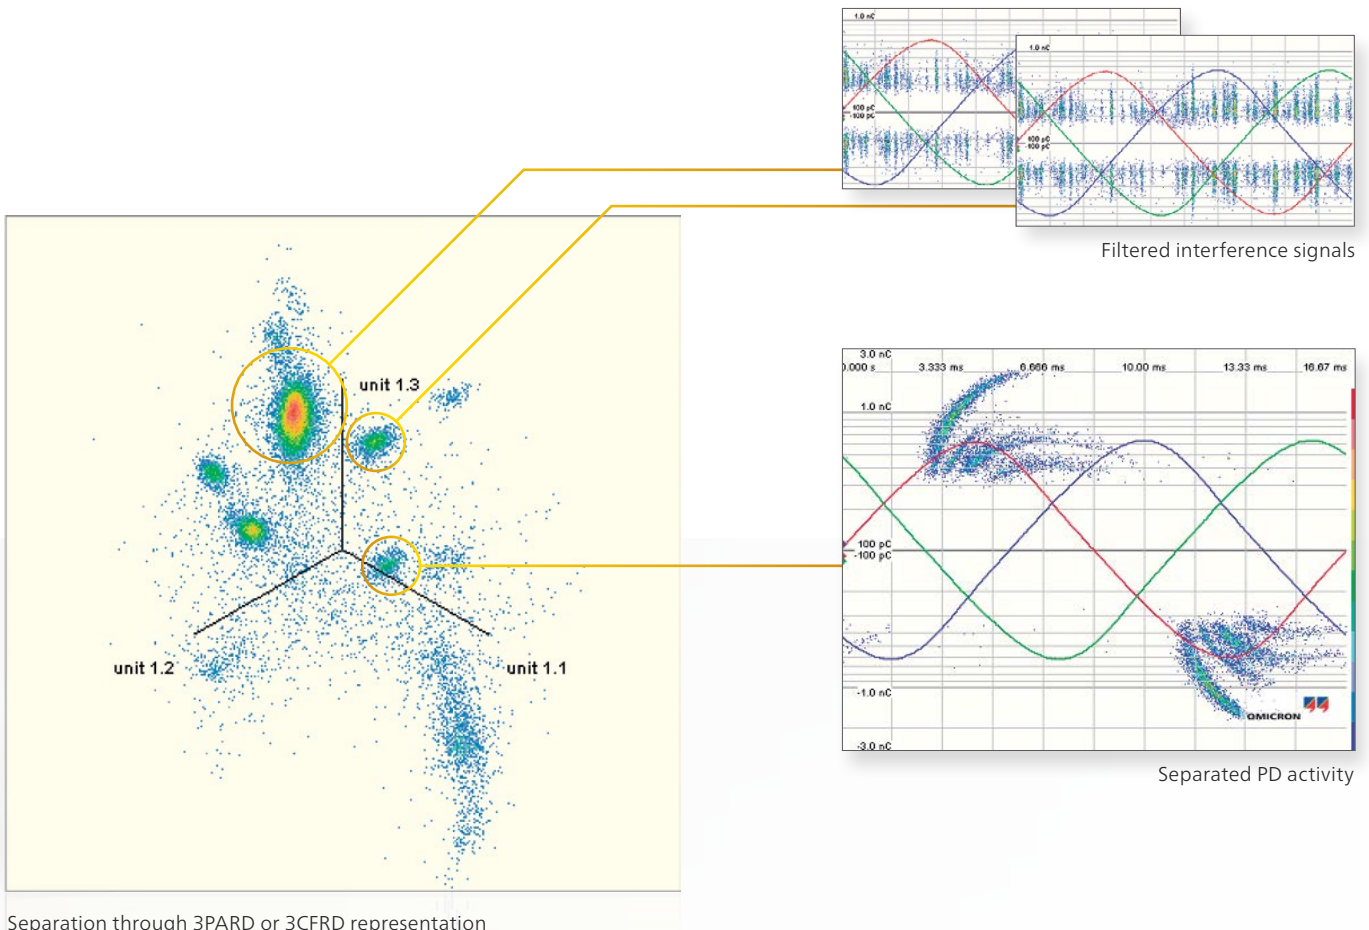 1.0 nC
100 pC
-100 pC
1.0 nC
100 pC
-100 pC
Filtered interference signals
unit 1.3
unit 1.2
unit 1.1
3.0 nC
0.000 s 3.333 ms 6.666 ms 10.00 ms 13.33 ms 16.67 ms
1.0 nC
100 pC
-100 pC
-1.0 nC
OMICRON
-3.0 nC
Separated PD activity
Separation through 3PARD or 3CFRD representation